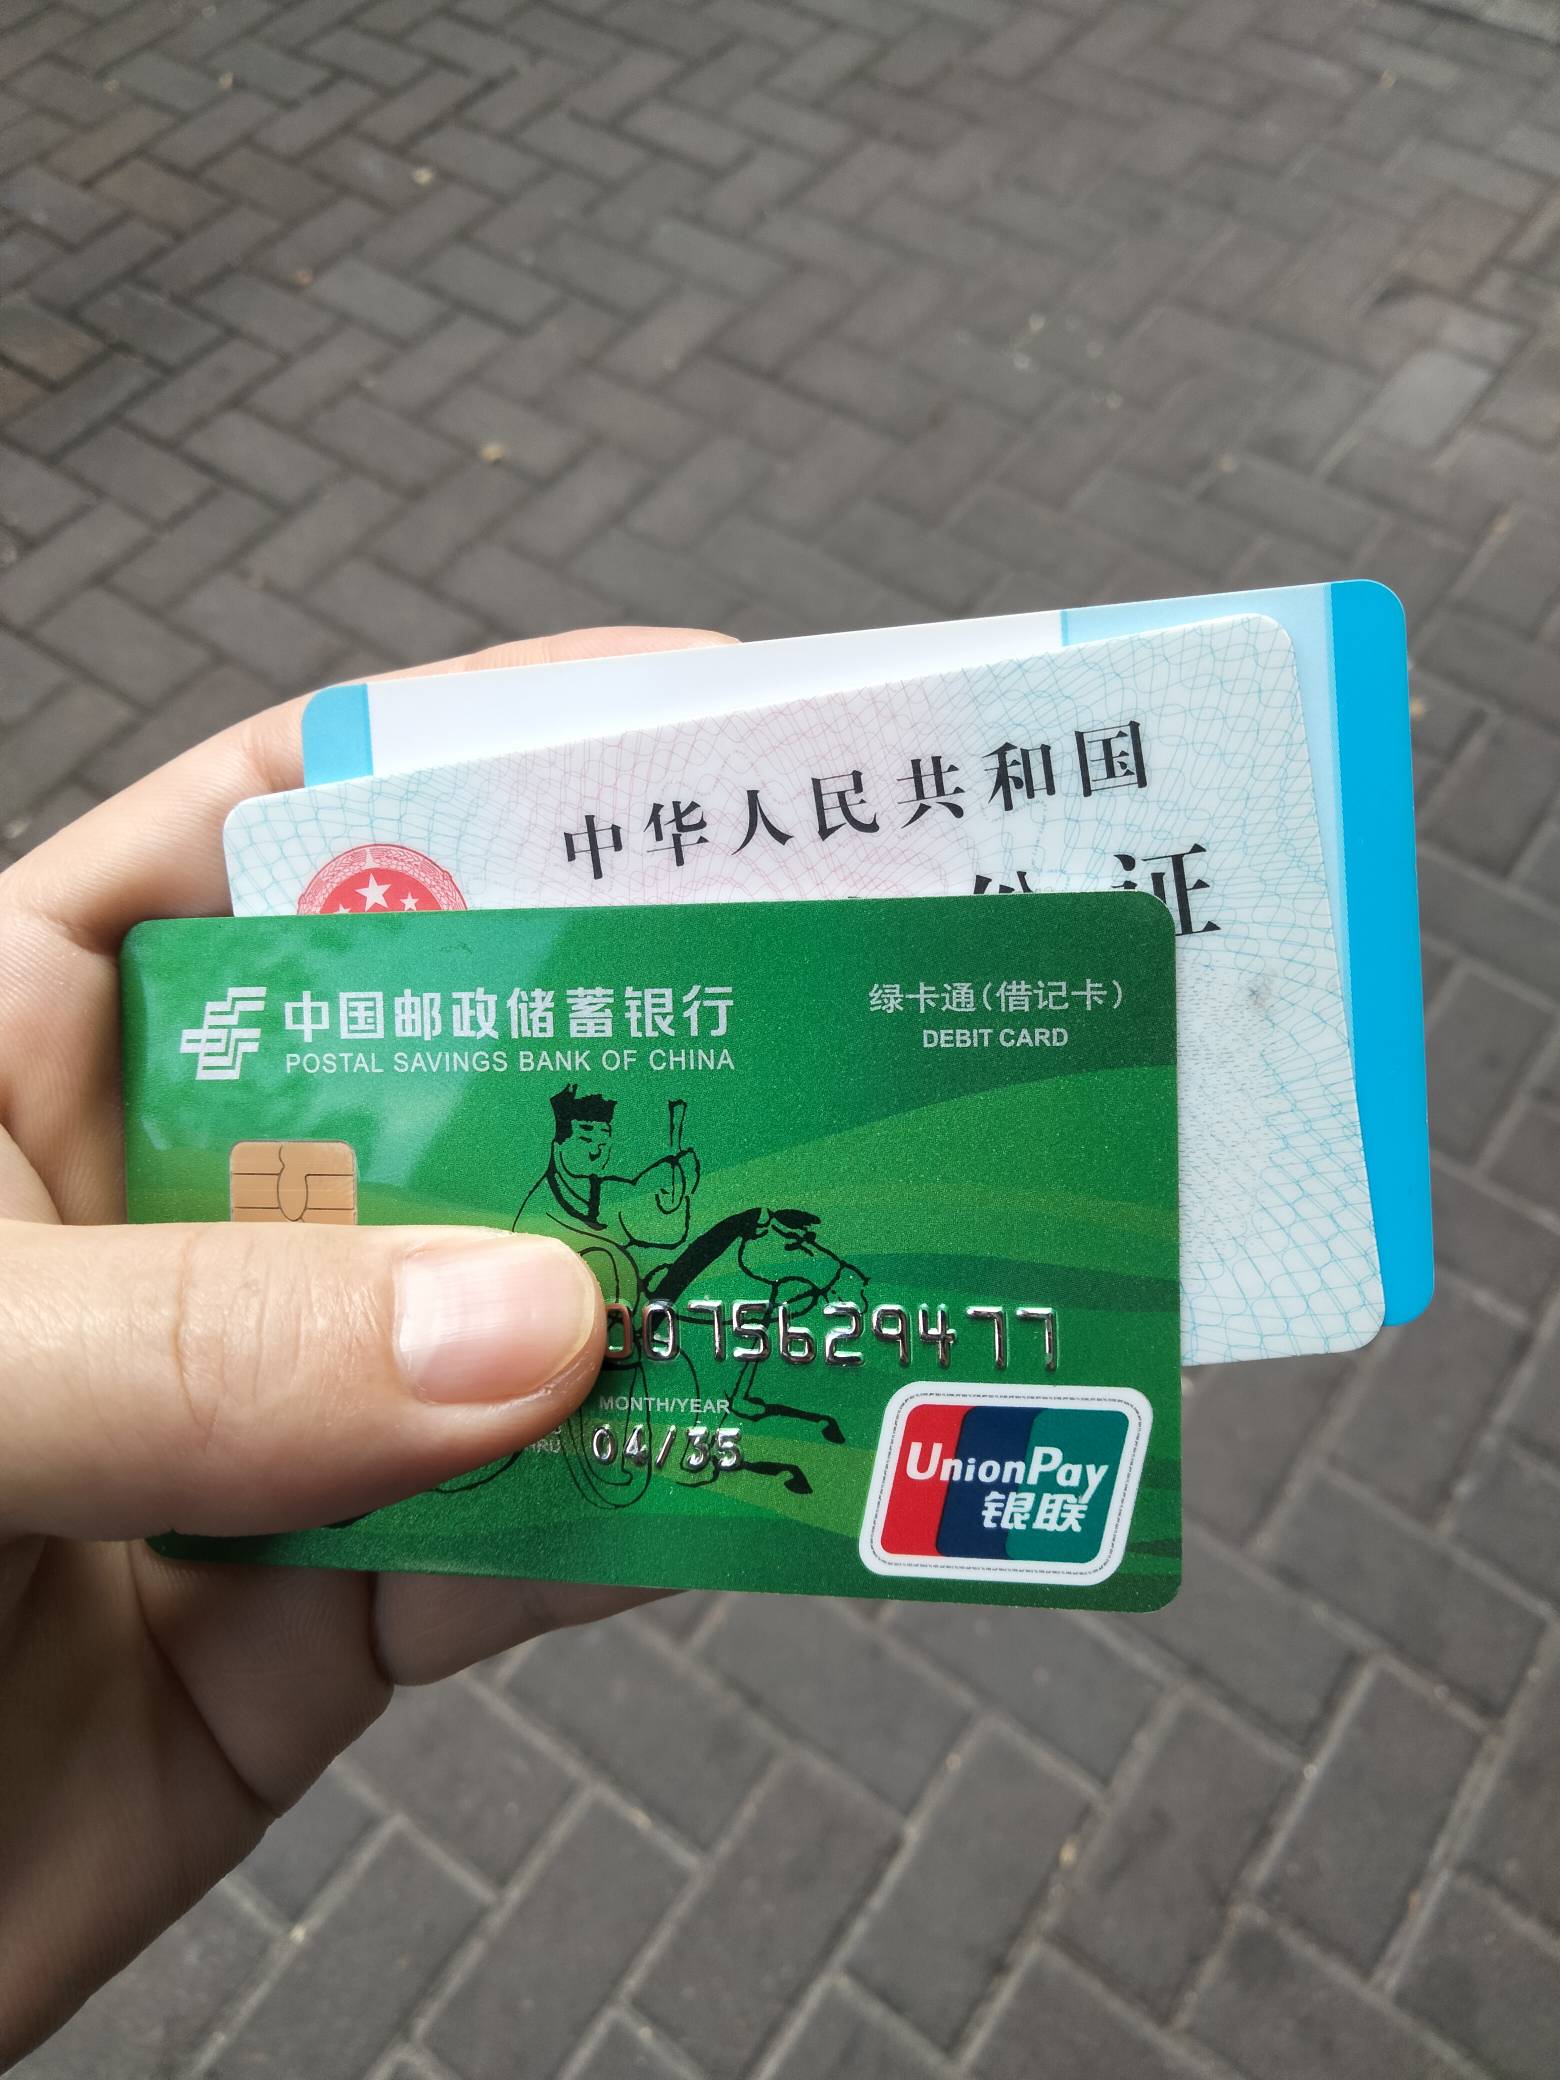 中华人民共和国
证
中国邮政储蓄银行
POSTAL SAVINGS BANK OF CHINA
绿卡通(借记卡)
DEBIT CARD
0075629477
MONTH/YEAR
04/35
UnionPay
银联